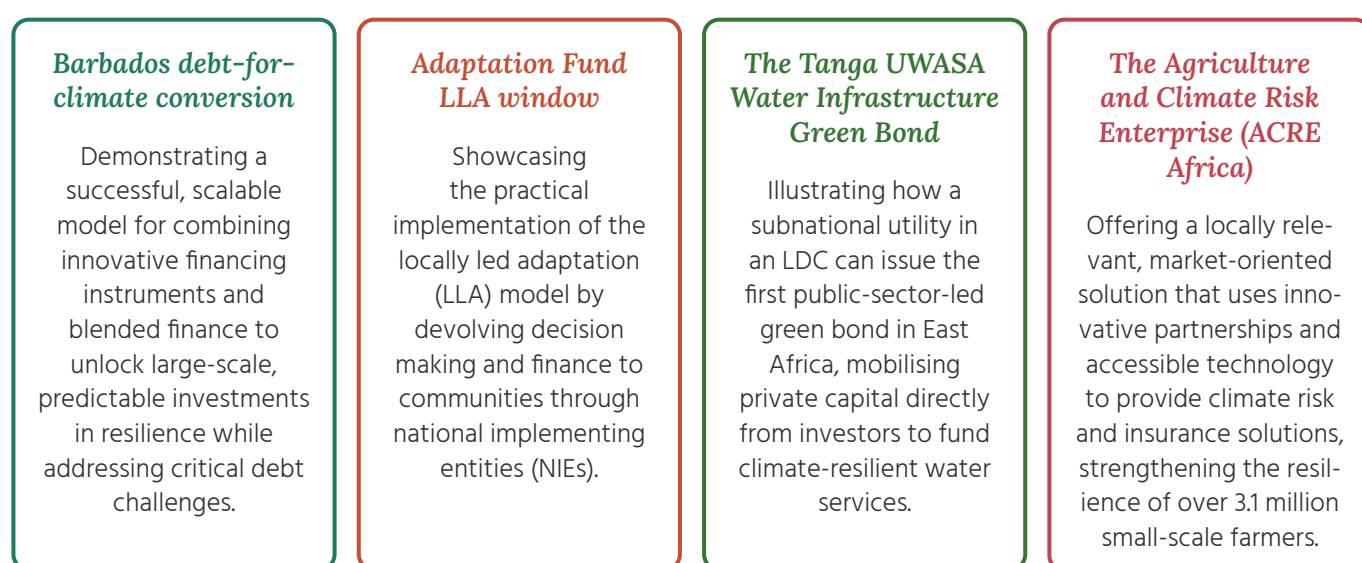 Barbados debt-for-
climate conversion
Demonstrating a
successful, scalable
model for combining
innovative financing
instruments and
blended finance to
unlock large-scale,
predictable investments
in resilience while
addressing critical debt
challenges.
Adaptation Fund
LLA window
Showcasing
the practical
implementation of the
locally led adaptation
(LLA) model by
devolving decision
making and finance to
communities through
national implementing
entities (NIEs).
The Tanga UWASA
Water Infrastructure
Green Bond
Illustrating how a
subnational utility in
an LDC can issue the
first public-sector-led
green bond in East
Africa, mobilising
private capital directly
from investors to fund
climate-resilient water
services.
The Agriculture
and Climate Risk
Enterprise (ACRE
Africa)
Offering a locally rele-
vant, market-oriented
solution that uses inno-
vative partnerships and
accessible technology
to provide climate risk
and insurance solutions,
strengthening the resil-
ience of over 3.1 million
small-scale farmers.